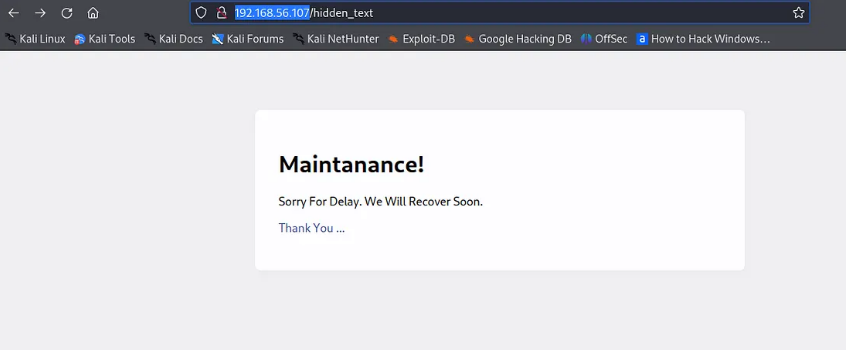 192.168.56.107/hidden_text
Kali Linux Kali Tools Kali Docs Kali Forums Kali NetHunter Exploit-DB Google Hacking DB OffSec How to Hack Windows...
Maintanance!
Sorry For Delay. We Will Recover Soon.
Thank You ...